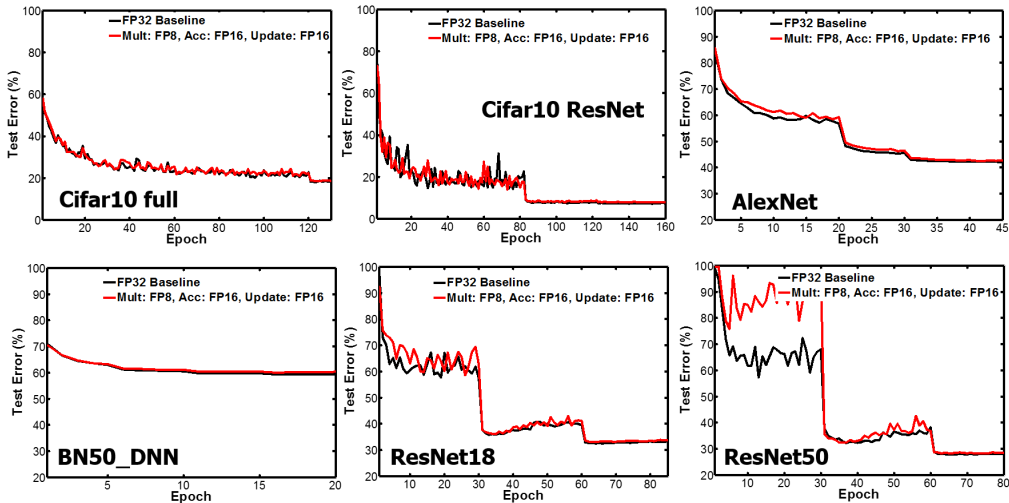 FP32 Baseline
Mult: FP8, Acc: FP16, Update: FP16
Test Error (%)
100
80
60
40
20
0
Cifar10 full
20 40 60 80 100 120
Epoch
FP32 Baseline
Mult: FP8, Acc: FP16, Update: FP16
Test Error (%)
100
80
60
40
20
0
Cifar10 ResNet
20 40 60 80 100 120 140 160
Epoch
FP32 Baseline
Mult: FP8, Acc: FP16, Update: FP16
Test Error (%)
100
90
80
70
60
50
40
30
20
AlexNet
5 10 15 20 25 30 35 40 45
Epoch
FP32 Baseline
Mult: FP8, Acc: FP16, Update: FP16
Test Error (%)
100
90
80
70
60
50
40
30
20
BN50_DNN
5 10 15 20
Epoch
FP32 Baseline
Mult: FP8, Acc: FP16, Update: FP16
Test Error (%)
100
90
80
70
60
50
40
30
20
ResNet18
10 20 30 40 50 60 70 80
Epoch
FP32 Baseline
Mult: FP8, Acc: FP16, Update: FP16
Test Error (%)
100
90
80
70
60
50
40
30
20
ResNet50
10 20 30 40 50 60 70 80
Epoch